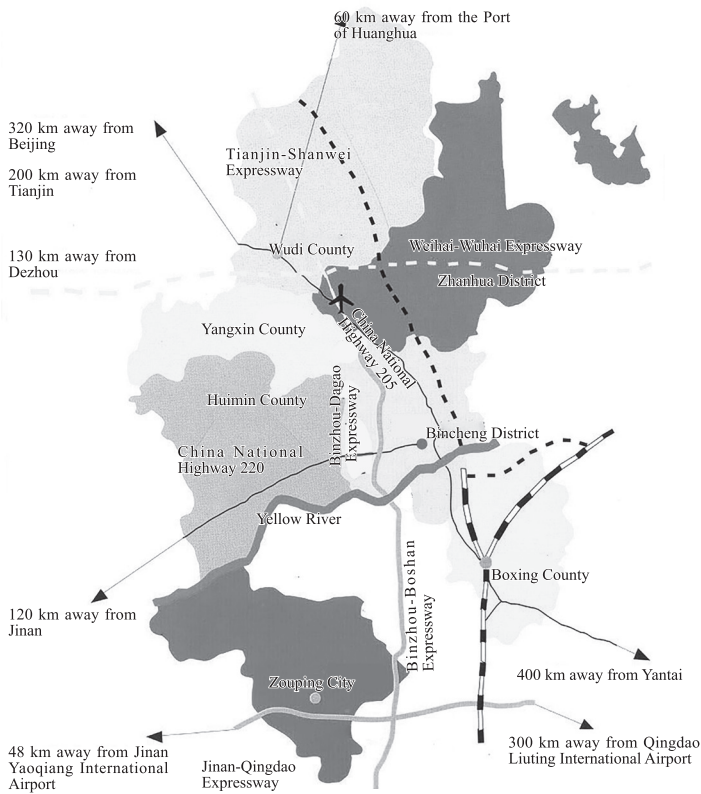 60 km away from the Port
of Huanghua
320 km away from
Beijing
200 km away from
Tianjin
Tianjin-Shanwei
Expressway
130 km away from
Dezhou
Wudi County
Weihai-Wuhai Expressway
Zhanhua District
China National
Highway 205
Yangxin County
Huimin County
Binzhou-Dagao
Expressway
Bincheng District
China National
Highway 220
Yellow River
Boxing County
Binzhou-Boshan
Expressway
120 km away from
Jinan
400 km away from Yantai
Zouping City
48 km away from Jinan
Yaoqiang International
Airport
Jinan-Qingdao
Expressway
300 km away from Qingdao
Liuting International Airport